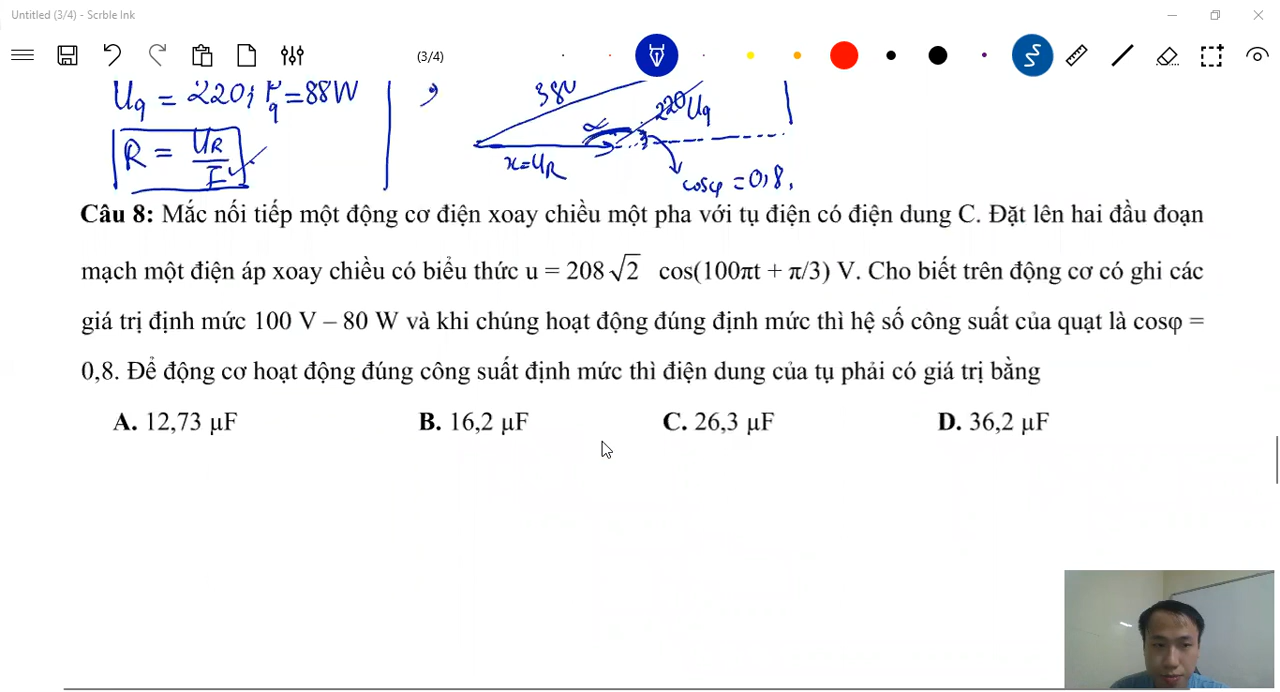 Untitled (3/4) - Scrble Ink
(3/4)
Uq = 220; Pq = 88W
380
220
Uq
α
R = UR/I
x=UR
cosφ = 0,8.
Câu 8: Mắc nối tiếp một động cơ điện xoay chiều một pha với tụ điện có điện dung C. Đặt lên hai đầu đoạn
mạch một điện áp xoay chiều có biểu thức u = 208√2 cos(100πt + π/3) V. Cho biết trên động cơ có ghi các
giá trị định mức 100 V – 80 W và khi chúng hoạt động đúng định mức thì hệ số công suất của quạt là cosφ =
0,8. Để động cơ hoạt động đúng công suất định mức thì điện dung của tụ phải có giá trị bằng
A. 12,73 μF B. 16,2 μF C. 26,3 μF D. 36,2 μF